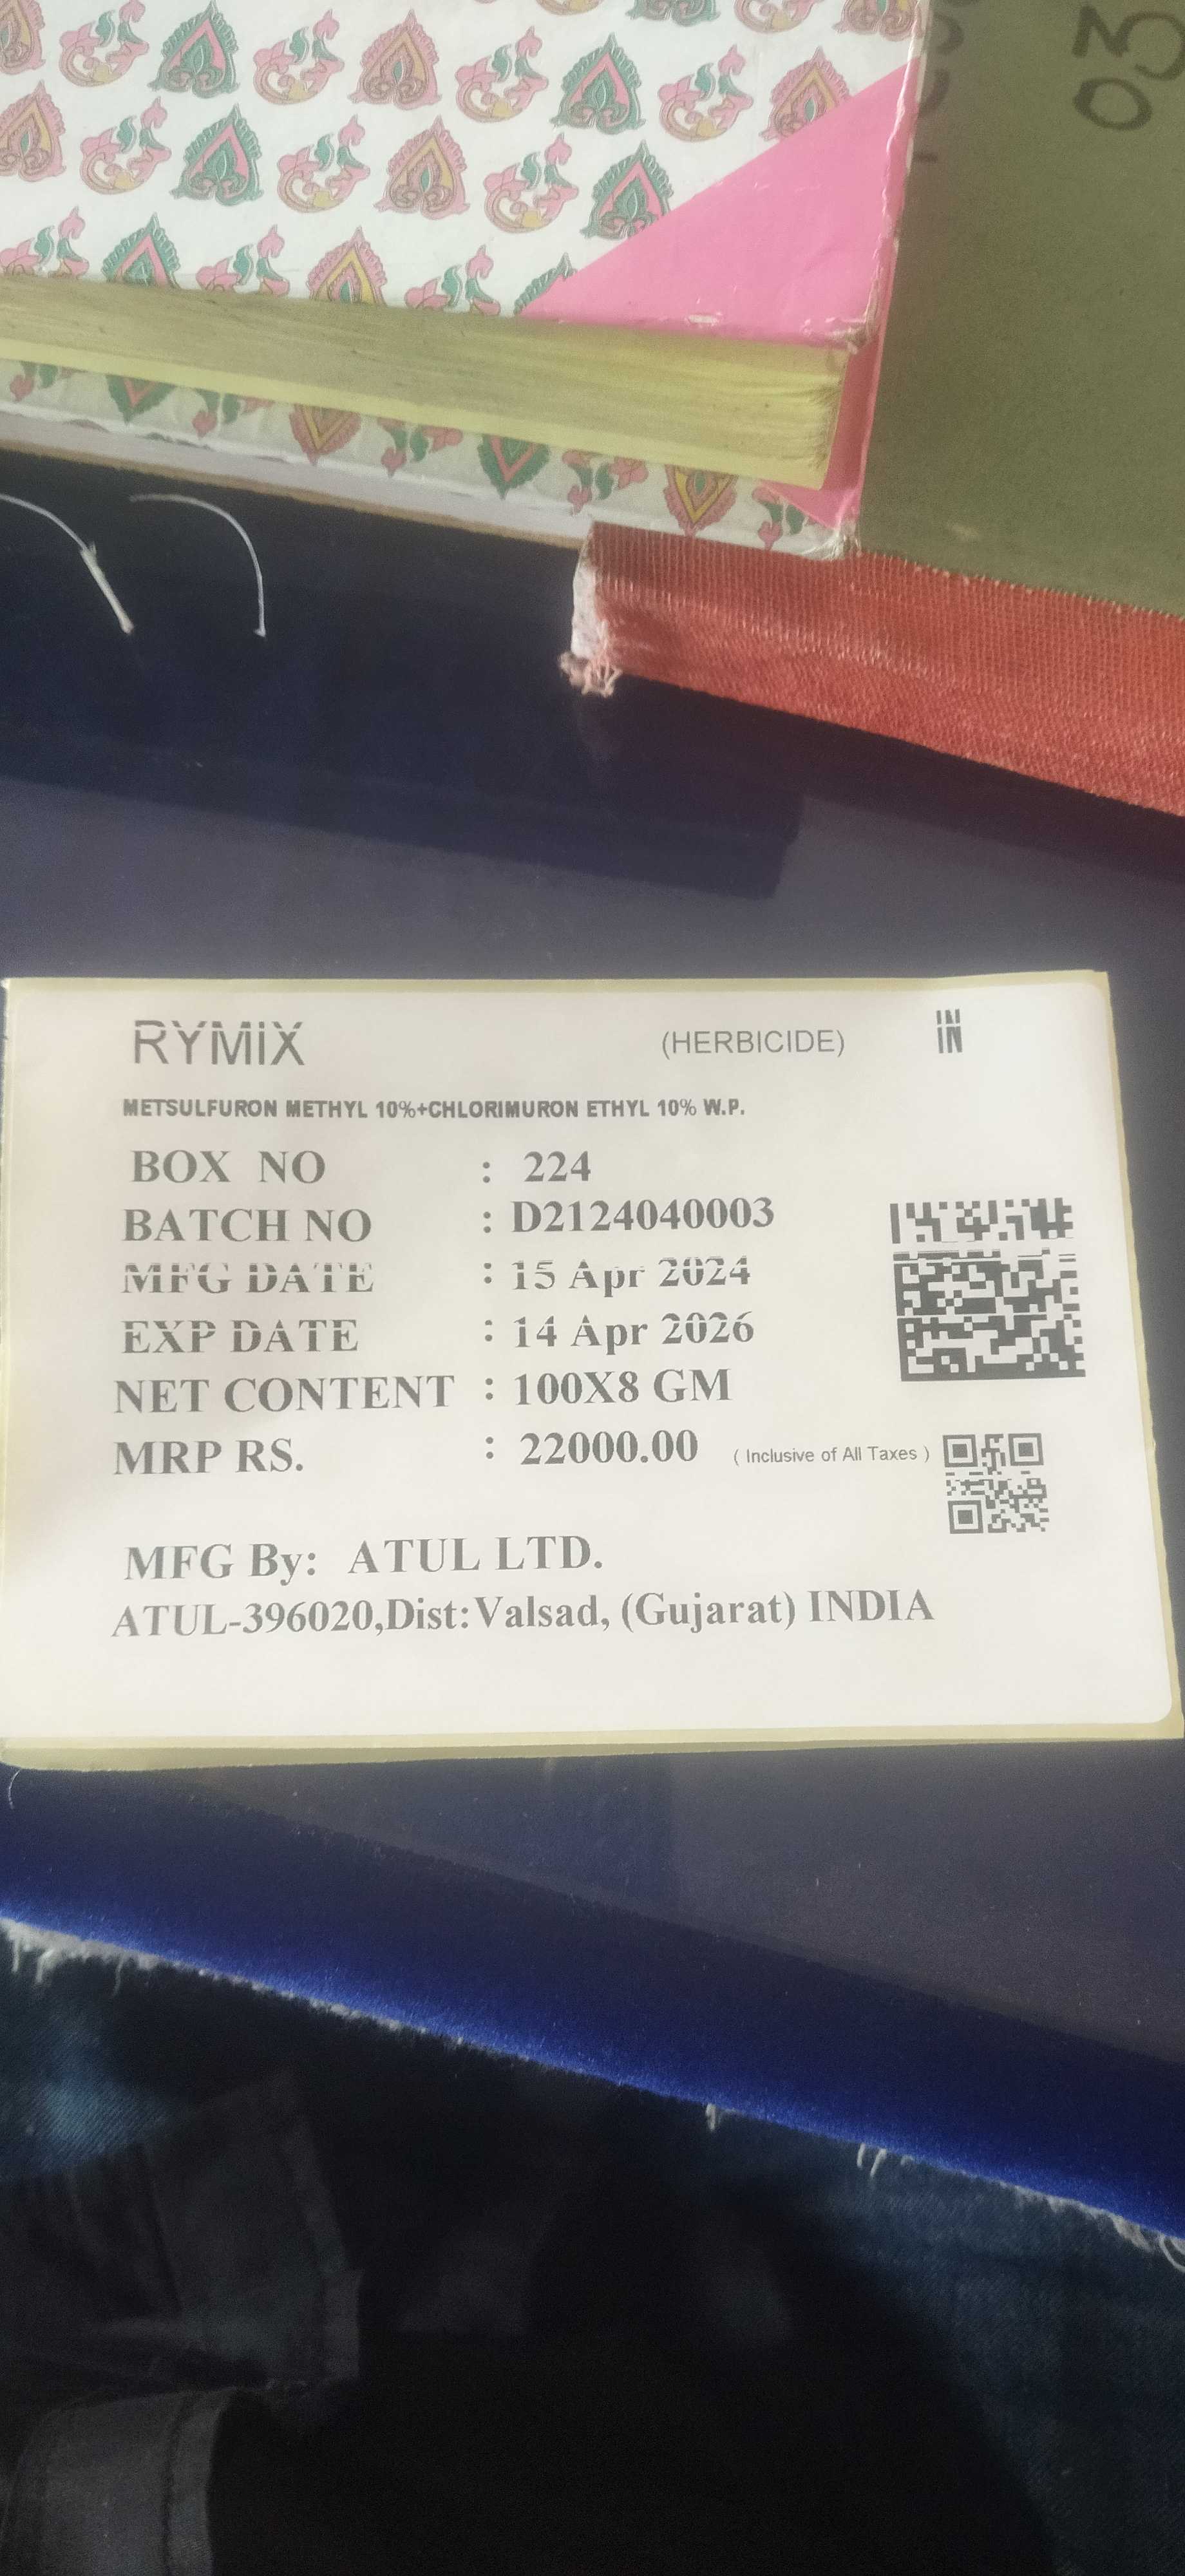 03
RYMIX (HERBICIDE) IN
METSULFURON METHYL 10%+CHLORIMURON ETHYL 10% W.P.
BOX NO : 224
BATCH NO : D2124040003
MFG DATE : 15 Apr 2024
EXP DATE : 14 Apr 2026
NET CONTENT : 100X8 GM
MRP RS. : 22000.00 ( Inclusive of All Taxes )
MFG By: ATUL LTD.
ATUL-396020,Dist:Valsad, (Gujarat) INDIA